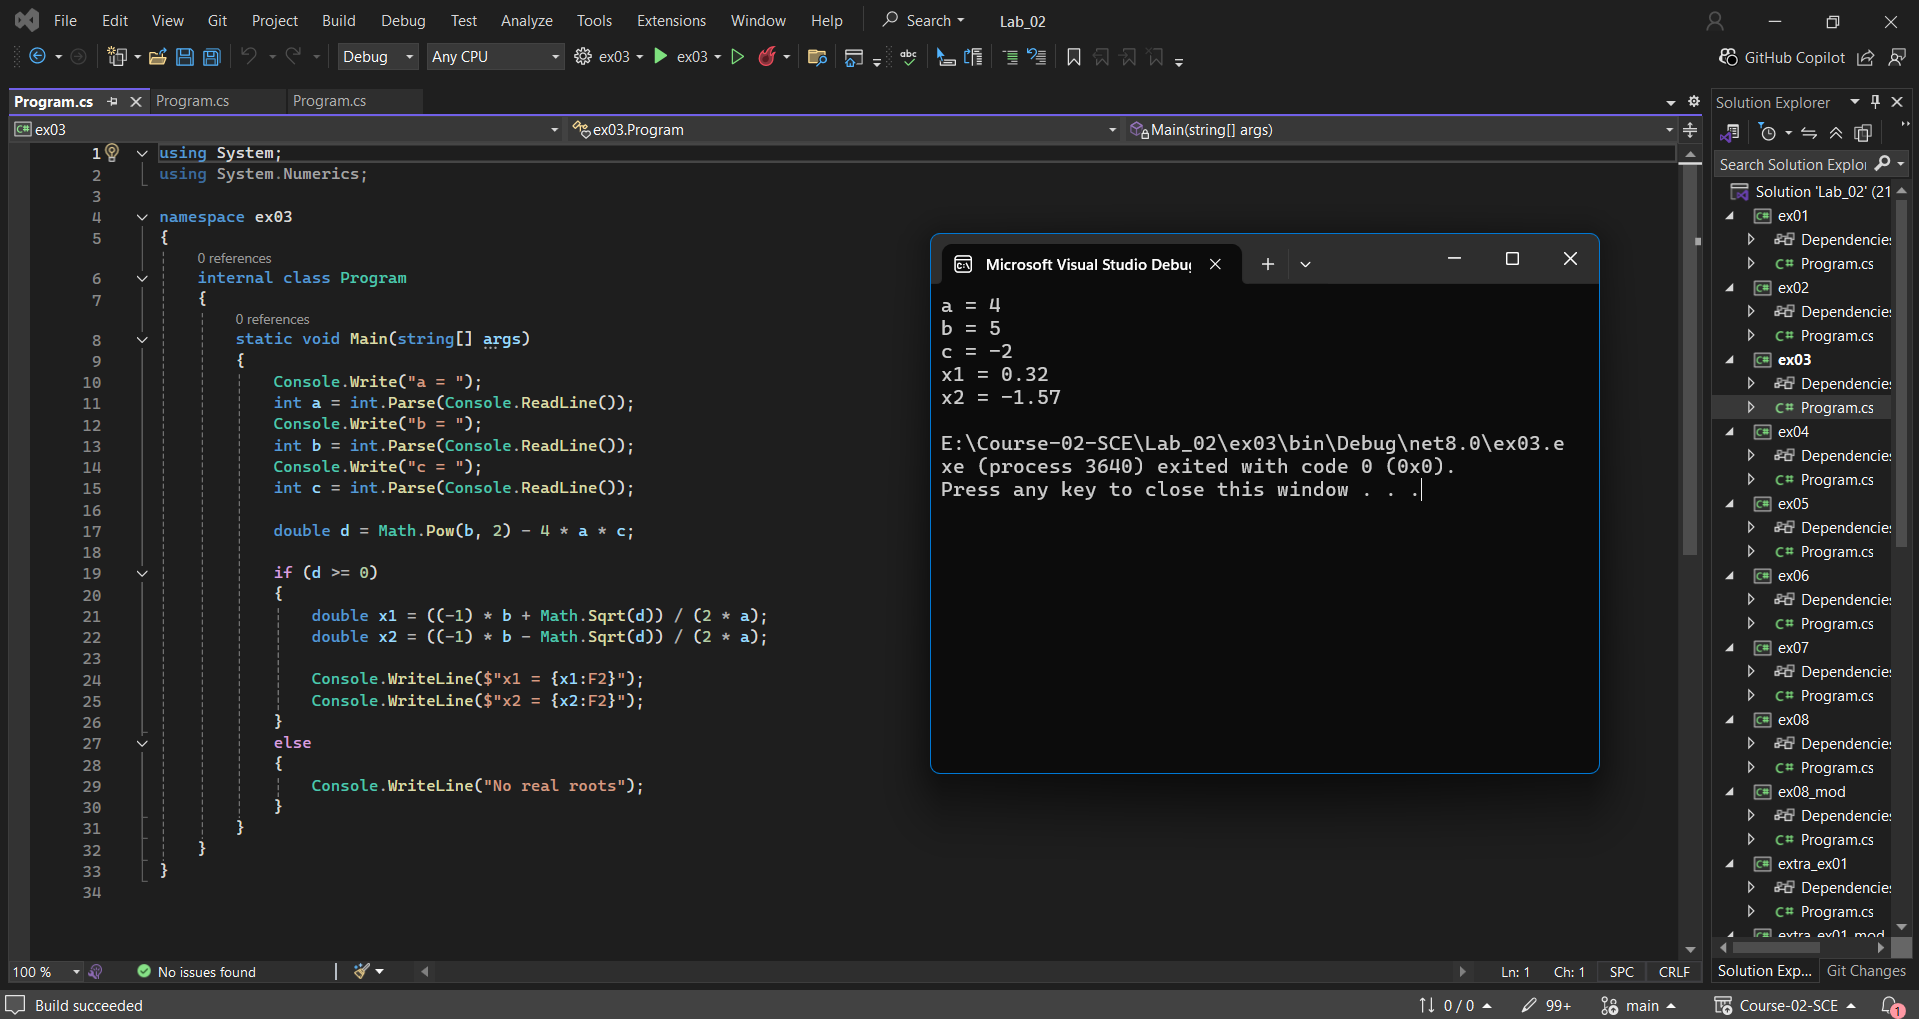 File Edit View Git Project Build Debug Test Analyze Tools Extensions Window Help Search Lab_02
Debug Any CPU ex03 ex03 abc GitHub Copilot
Program.cs Program.cs Program.cs
C# ex03 ex03.Program Main(string[] args)
1 using System;
2 using System.Numerics;
3
4 namespace ex03
5 {
0 references
6 internal class Program
7 {
0 references
8 static void Main(string[] args)
9 {
10 Console.Write("a = ");
11 int a = int.Parse(Console.ReadLine());
12 Console.Write("b = ");
13 int b = int.Parse(Console.ReadLine());
14 Console.Write("c = ");
15 int c = int.Parse(Console.ReadLine());
16
17 double d = Math.Pow(b, 2) - 4 * a * c;
18
19 if (d >= 0)
20 {
21 double x1 = ((-1) * b + Math.Sqrt(d)) / (2 * a);
22 double x2 = ((-1) * b - Math.Sqrt(d)) / (2 * a);
23
24 Console.WriteLine($"x1 = {x1:F2}");
25 Console.WriteLine($"x2 = {x2:F2}");
26 }
27 else
28 {
29 Console.WriteLine("No real roots");
30 }
31 }
32 }
33 }
34
Microsoft Visual Studio Debu
a = 4
b = 5
c = -2
x1 = 0.32
x2 = -1.57
E:\Course-02-SCE\Lab_02\ex03\bin\Debug\net8.0\ex03.e
xe (process 3640) exited with code 0 (0x0).
Press any key to close this window . . .
Solution Explorer
Search Solution Explo
Solution 'Lab_02' (21
C# ex01
Dependencies
C# Program.cs
C# ex02
Dependencies
C# Program.cs
C# ex03
Dependencies
C# Program.cs
C# ex04
Dependencies
C# Program.cs
C# ex05
Dependencies
C# Program.cs
C# ex06
Dependencies
C# Program.cs
C# ex07
Dependencies
C# Program.cs
C# ex08
Dependencies
C# Program.cs
C# ex08_mod
Dependencies
C# Program.cs
C# extra_ex01
Dependencies
C# Program.cs
C# extra_ex01_mod
Solution Exp... Git Changes
100 % No issues found Ln: 1 Ch: 1 SPC CRLF
Build succeeded 0 / 0 99+ main Course-02-SCE 1